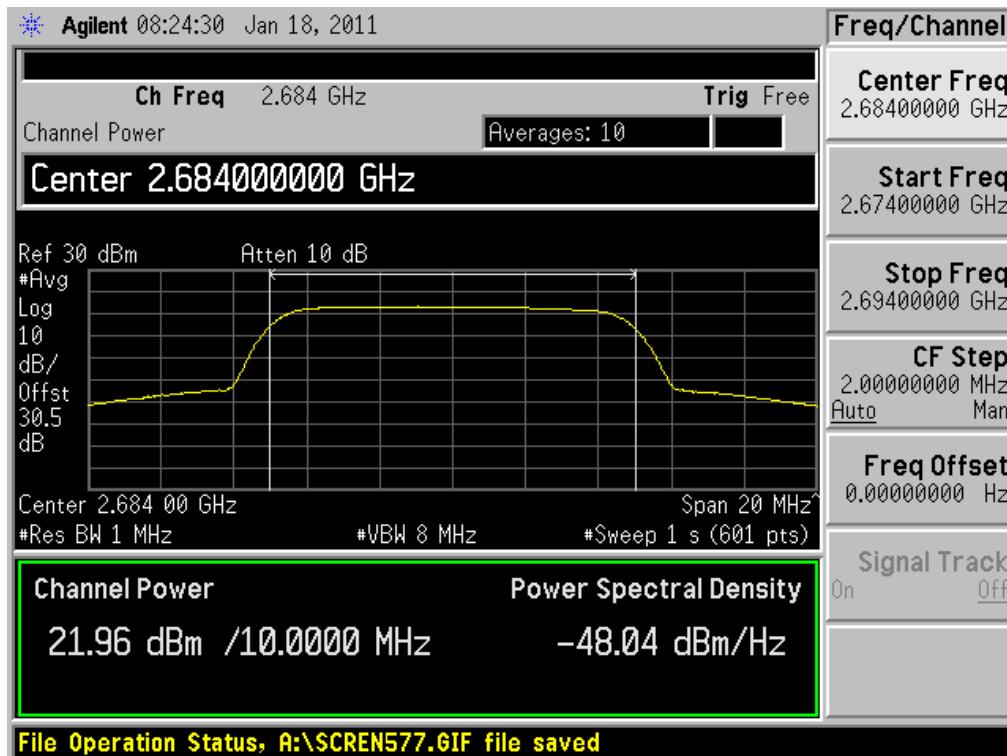 Agilent 08:24:30 Jan 18, 2011
Ch Freq 2.684 GHz Trig Free
Channel Power Averages: 10
Center 2.684000000 GHz
Ref 30 dBm Atten 10 dB
#Avg
Log
10
dB/
Offst
30.5
dB
Center 2.684 00 GHz Span 20 MHz^
#Res BW 1 MHz #VBW 8 MHz #Sweep 1 s (601 pts)
Channel Power Power Spectral Density
21.96 dBm /10.0000 MHz -48.04 dBm/Hz
File Operation Status, A:\SCREN577.GIF file saved
Freq/Channel
Center Freq
2.68400000 GHz
Start Freq
2.67400000 GHz
Stop Freq
2.69400000 GHz
CF Step
2.00000000 MHz
Auto Man
Freq Offset
0.00000000 Hz
Signal Track
On Off